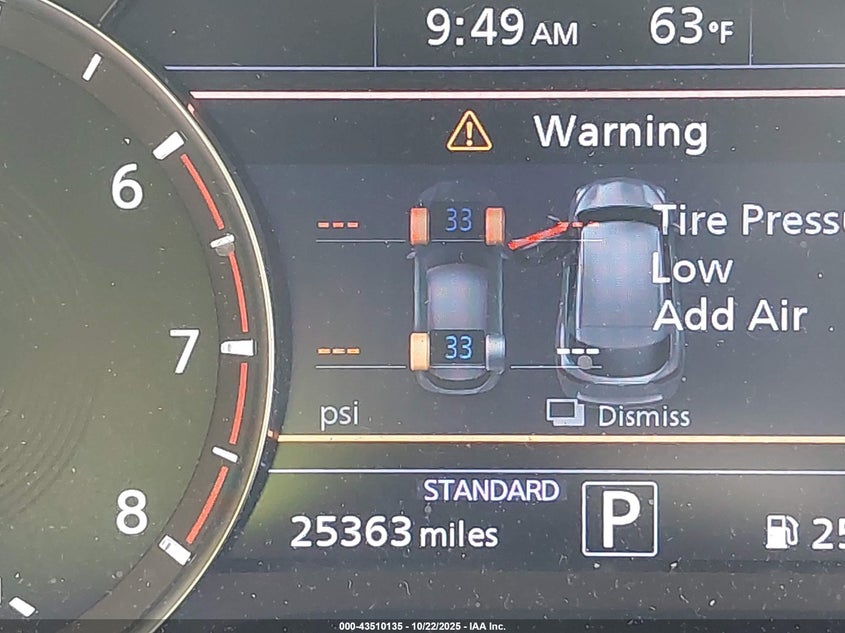 9:49 AM 63°F
Warning
6
--- 33 --- Tire Pressu
Low
Add Air
7
--- 33 ---
psi Dismiss
STANDARD
8
25363 miles P 25
000-43510135 - 10/22/2025 - IAA Inc.